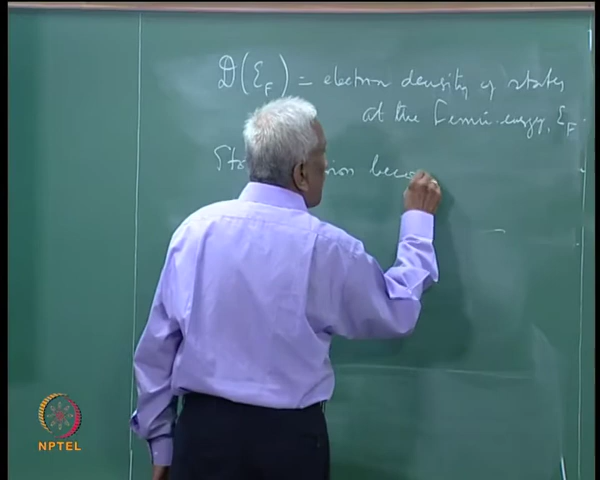 D(ε_F) = electron density of states
at the Fermi energy, ε_F.
NPTEL